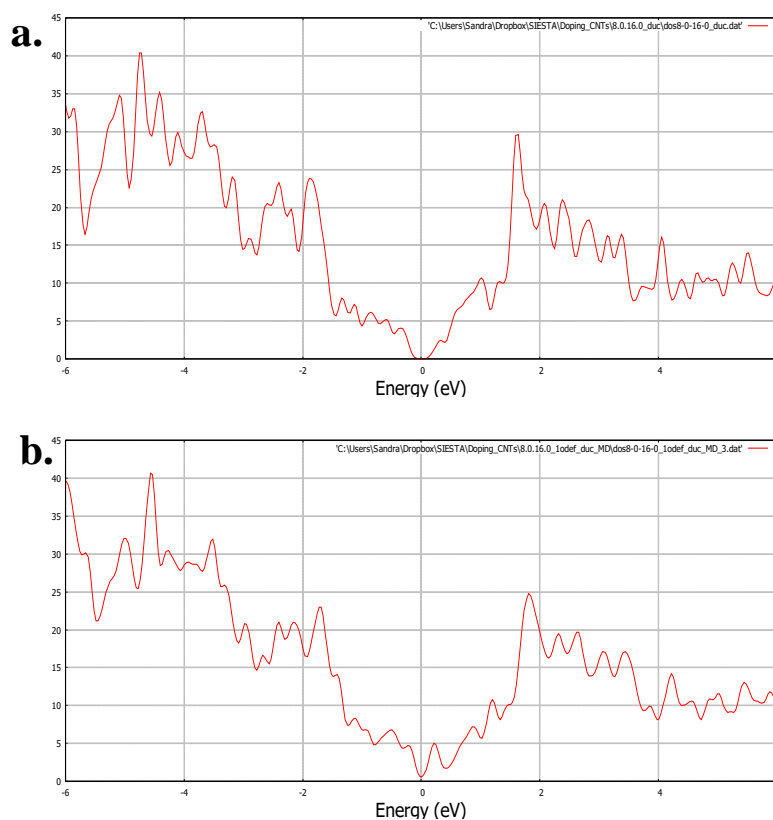 a.
'C:\Users\Sandra\Dropbox\SIESTA\Doping_CNTs\8.0.16.0_duc\dos8-0-16-0_duc.dat'
45
40
35
30
25
20
15
10
5
0
-6 -4 -2 0 2 4
Energy (eV)
b.
'C:\Users\Sandra\Dropbox\SIESTA\Doping_CNTs\8.0.16.0_1odef_duc_MD\dos8-0-16-0_1odef_duc_MD_3.dat'
45
40
35
30
25
20
15
10
5
0
-6 -4 -2 0 2 4
Energy (eV)